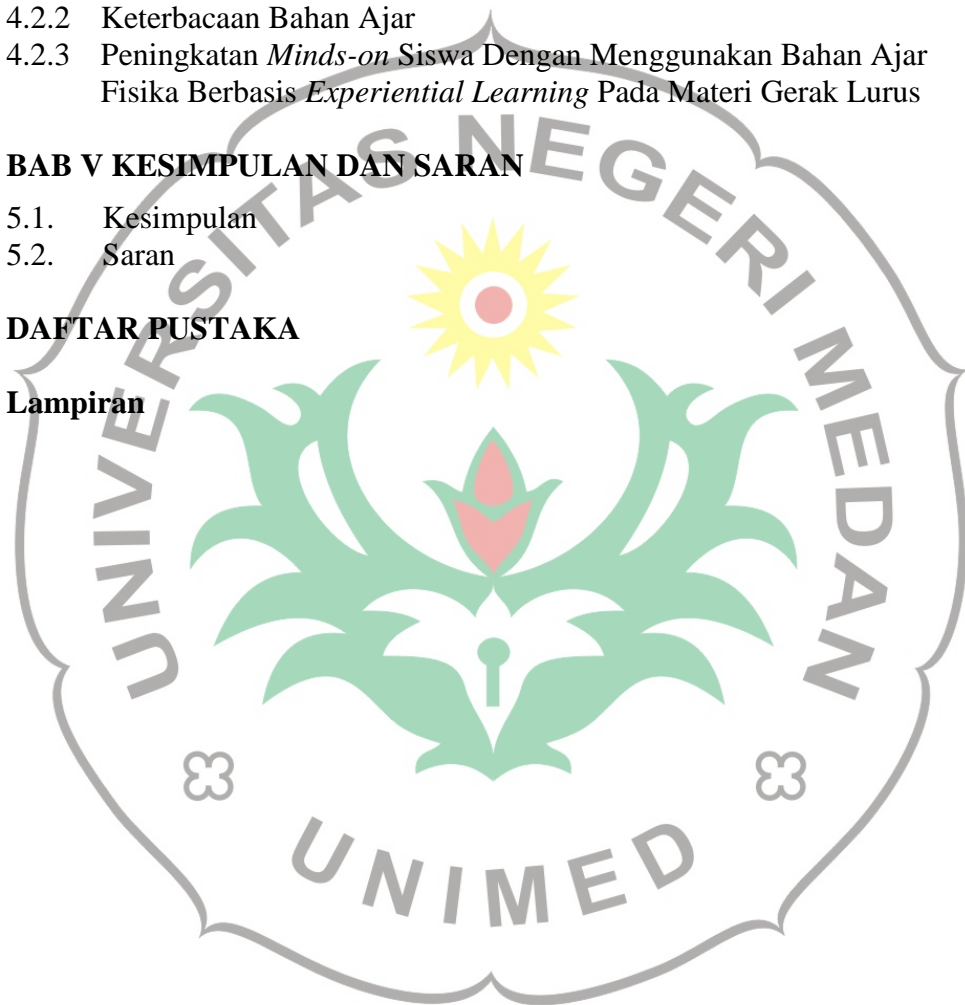 4.2.2 Keterbacaan Bahan Ajar
4.2.3 Peningkatan Minds-on Siswa Dengan Menggunakan Bahan Ajar
Fisika Berbasis Experiential Learning Pada Materi Gerak Lurus
BAB V KESIMPULAN DAN SARAN
5.1. Kesimpulan
5.2. Saran
DAFTAR PUSTAKA
Lampiran
UNIVERSITAS NEGERI MEDAN
UNIMED